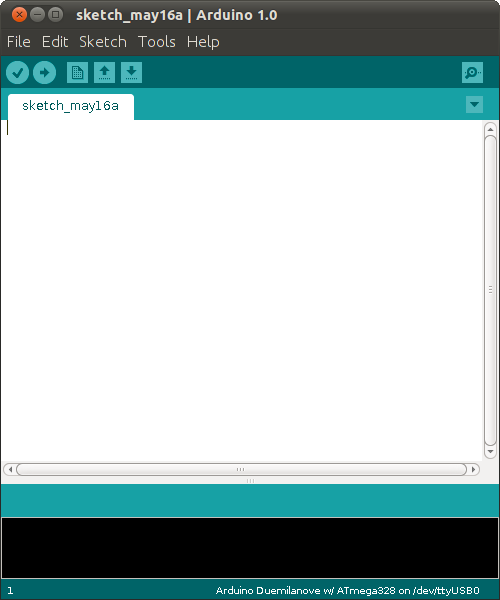 sketch_may16a | Arduino 1.0
File Edit Sketch Tools Help
sketch_may16a
1 Arduino Duemilanove w/ ATmega328 on /dev/ttyUSB0